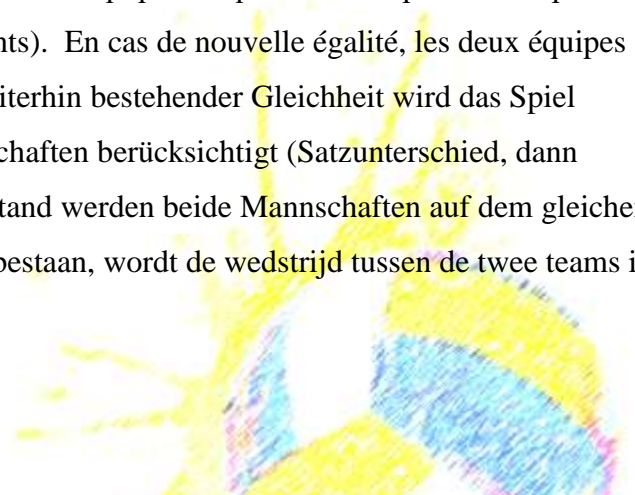 nts).  En cas de nouvelle égalité, les deux équipes
iterhin bestehender Gleichheit wird das Spiel
chaften berücksichtigt (Satzunterschied, dann
tand werden beide Mannschaften auf dem gleichen
bestaan, wordt de wedstrijd tussen de twee teams i